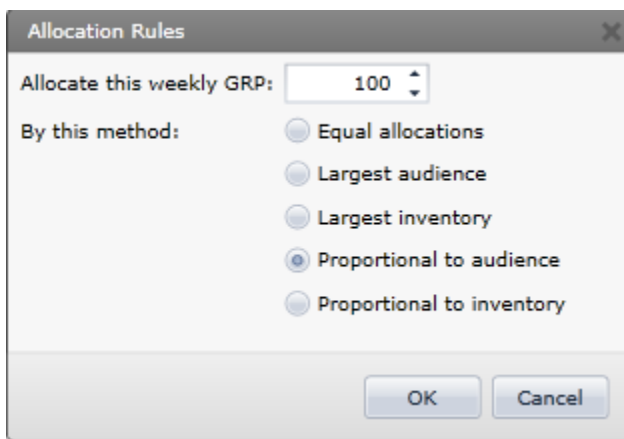 Allocation Rules
Allocate this weekly GRP: 100
By this method: Equal allocations
Largest audience
Largest inventory
Proportional to audience
Proportional to inventory
OK Cancel